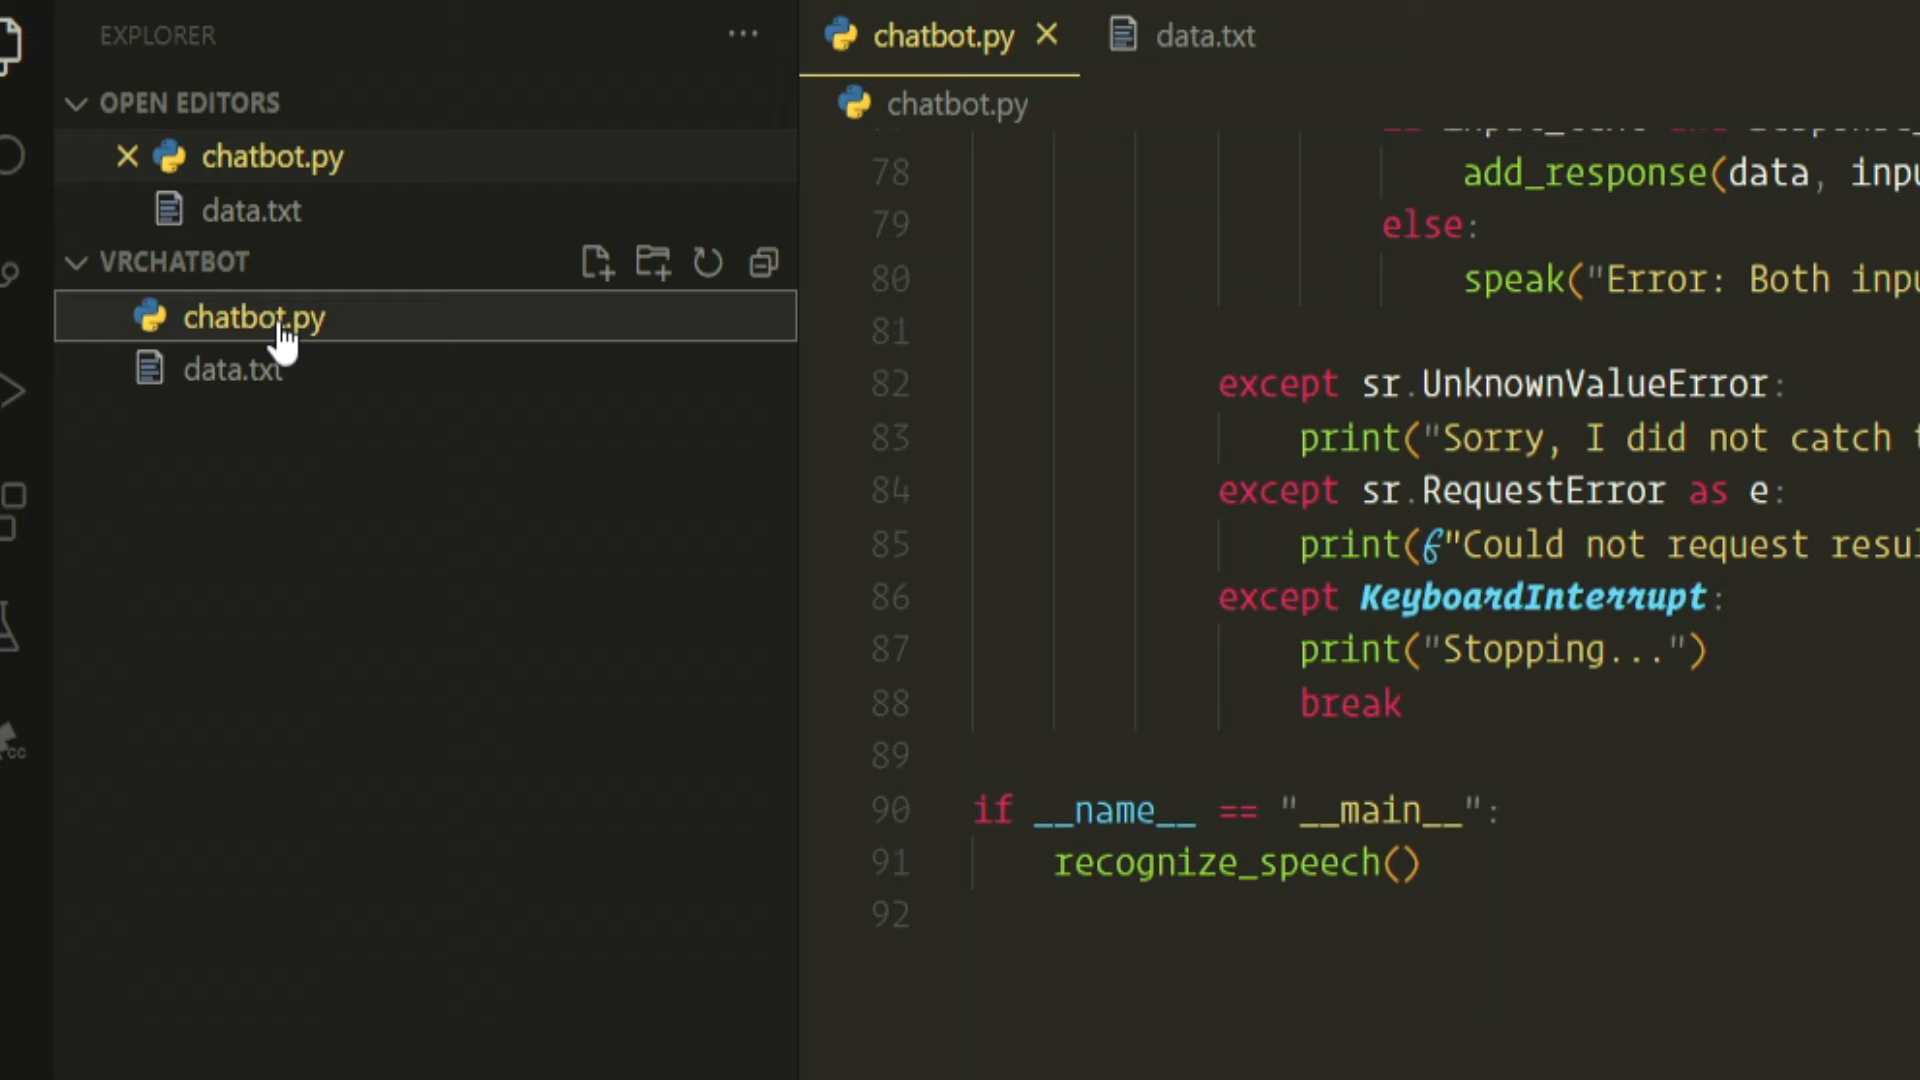 EXPLORER
OPEN EDITORS
chatbot.py
data.txt
VRCHATBOT
chatbot.py
data.txt
cc
chatbot.py
data.txt
chatbot.py
78 add_response(data, inpu
79 else:
80 speak("Error: Both inpu
81
82 except sr.UnknownValueError:
83 print("Sorry, I did not catch t
84 except sr.RequestError as e:
85 print(f"Could not request resul
86 except KeyboardInterrupt:
87 print("Stopping...")
88 break
89
90 if __name__ == "__main__":
91 recognize_speech()
92